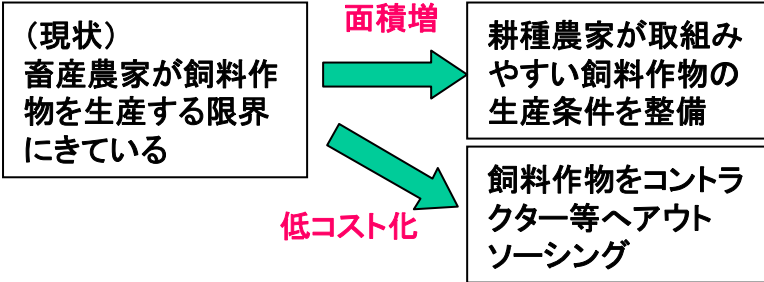 （現状）
畜産農家が飼料作
物を生産する限界
にきている
面積増
耕種農家が取組み
やすい飼料作物の
生産条件を整備
低コスト化
飼料作物をコントラ
クター等へアウト
ソーシング